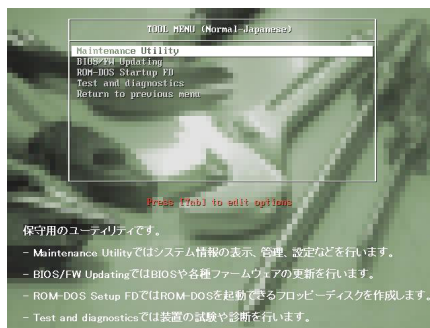 TOOL MENU (Normal-Japanese)
Maintenance Utility
BIOS/FW Updating
ROM-DOS Startup FD
Test and diagnostics
Return to previous menu
Press [Tab] to edit options
保守用のユーティリティです。
- Maintenance Utilityではシステム情報の表示、管理、設定などを行います。
- BIOS/FW UpdatingではBIOSや各種ファームウェアの更新を行います。
- ROM-DOS Setup FDではROM-DOSを起動できるフロッピーディスクを作成します。
- Test and diagnosticsでは装置の試験や診断を行います。